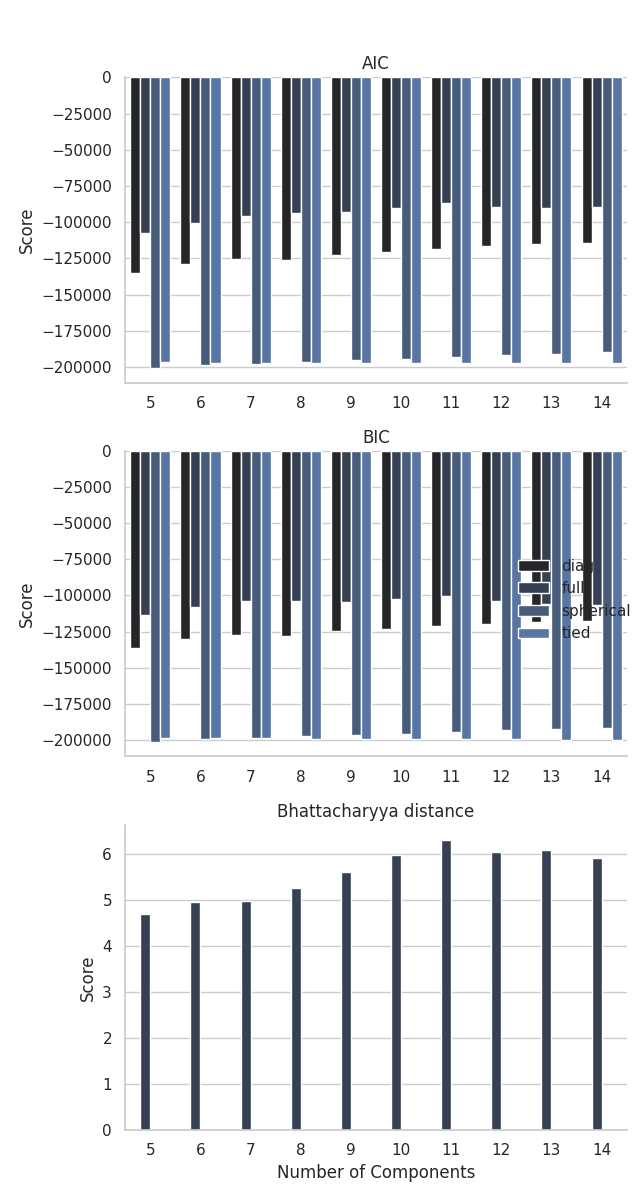 AIC
0
−25000
−50000
−75000
−100000
−125000
−150000
−175000
−200000
Score
5 6 7 8 9 10 11 12 13 14
BIC
0
−25000
−50000
−75000
−100000
−125000
−150000
−175000
−200000
Score
diag
full
spherical
tied
5 6 7 8 9 10 11 12 13 14
Bhattacharyya distance
6
5
4
3
2
1
0
Score
5 6 7 8 9 10 11 12 13 14
Number of Components